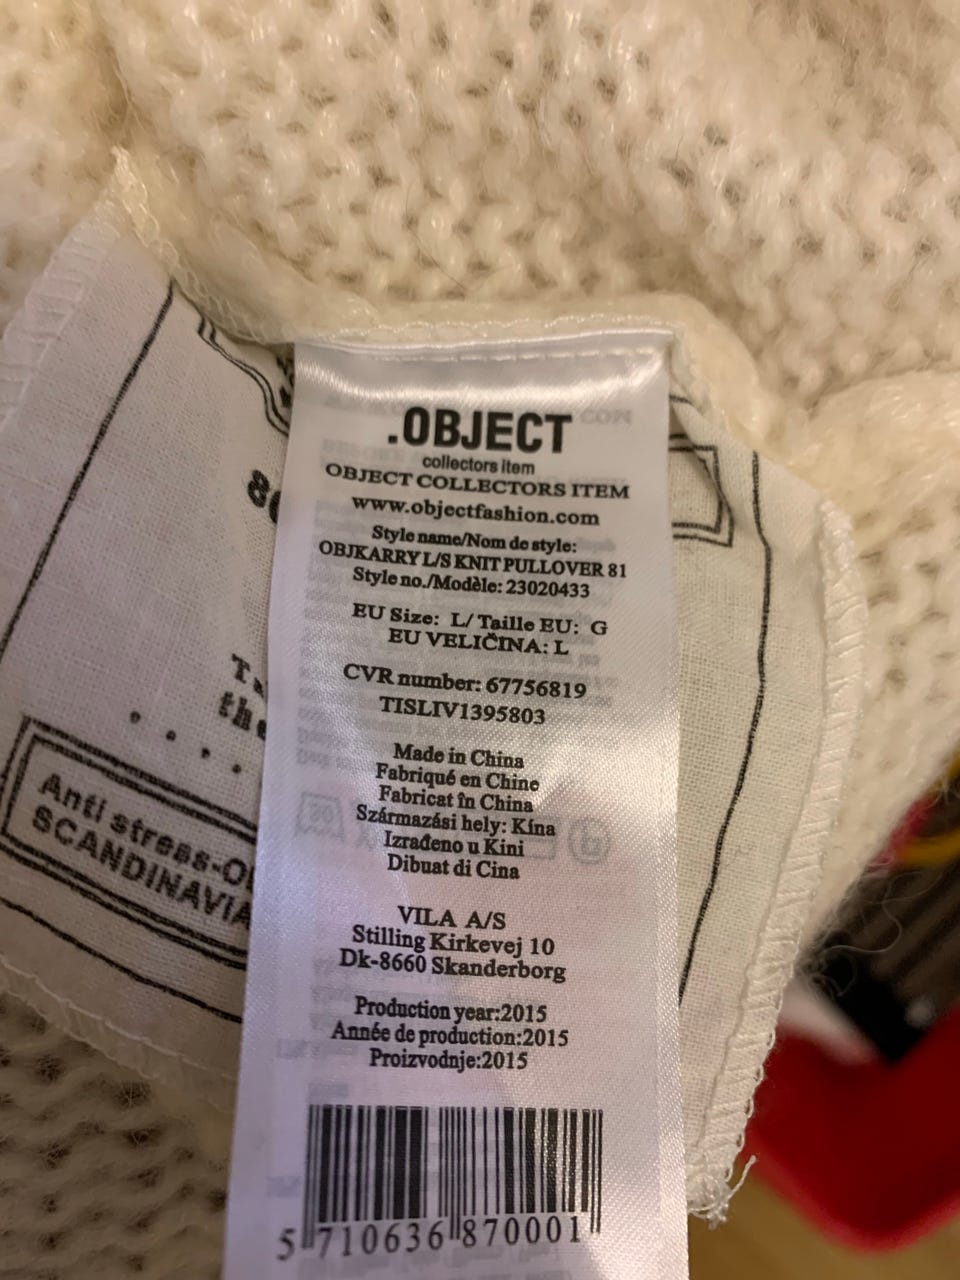 .OBJECT
collectors item
OBJECT COLLECTORS ITEM
www.objectfashion.com
Style name/Nom de style:
OBJKARRY L/S KNIT PULLOVER 81
Style no./Modèle: 23020433
EU Size: L/ Taille EU: G
EU VELIČINA: L
CVR number: 67756819
TISLIV1395803
Made in China
Fabriqué en Chine
Fabricat în China
Származási hely: Kína
Izrađeno u Kini
Dibuat di Cina
VILA A/S
Stilling Kirkevej 10
Dk-8660 Skanderborg
Production year:2015
Année de production:2015
Proizvodnje:2015
5 710636 870001
the
Anti stress-
SCANDINAVIA